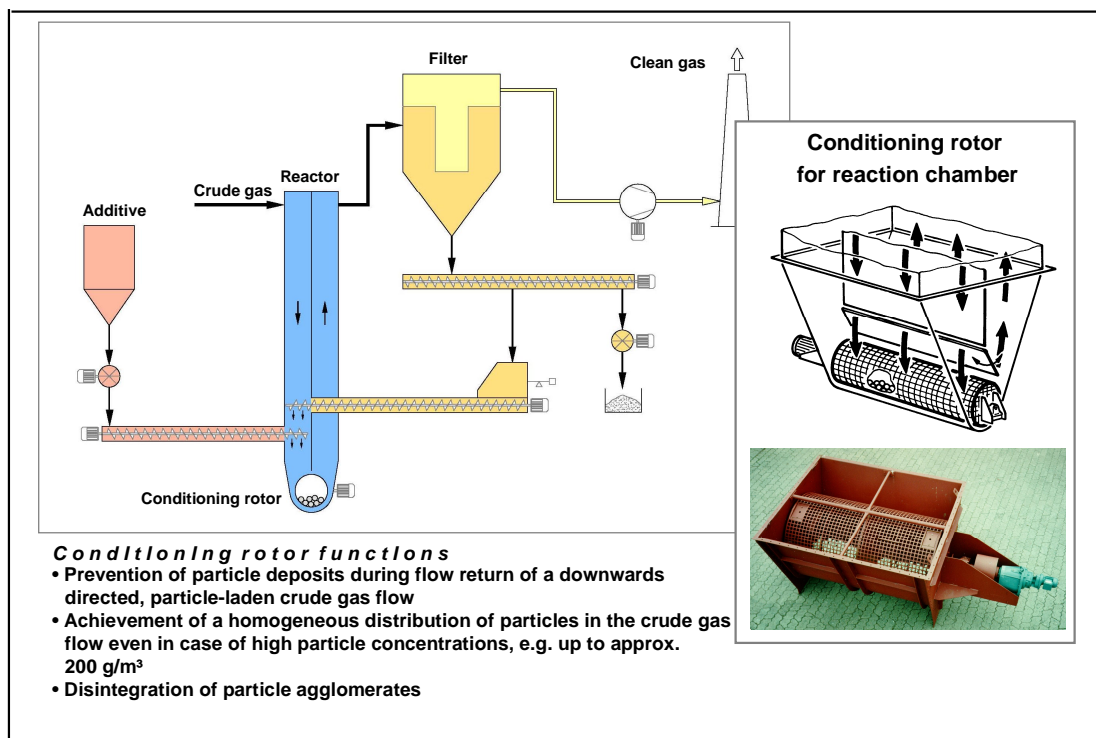 Filter
Clean gas
Reactor
Crude gas
Additive
Conditioning rotor
Conditioning rotor
for reaction chamber
Conditioning rotor functions
• Prevention of particle deposits during flow return of a downwards
directed, particle-laden crude gas flow
• Achievement of a homogeneous distribution of particles in the crude gas
flow even in case of high particle concentrations, e.g. up to approx.
200 g/m³
• Disintegration of particle agglomerates